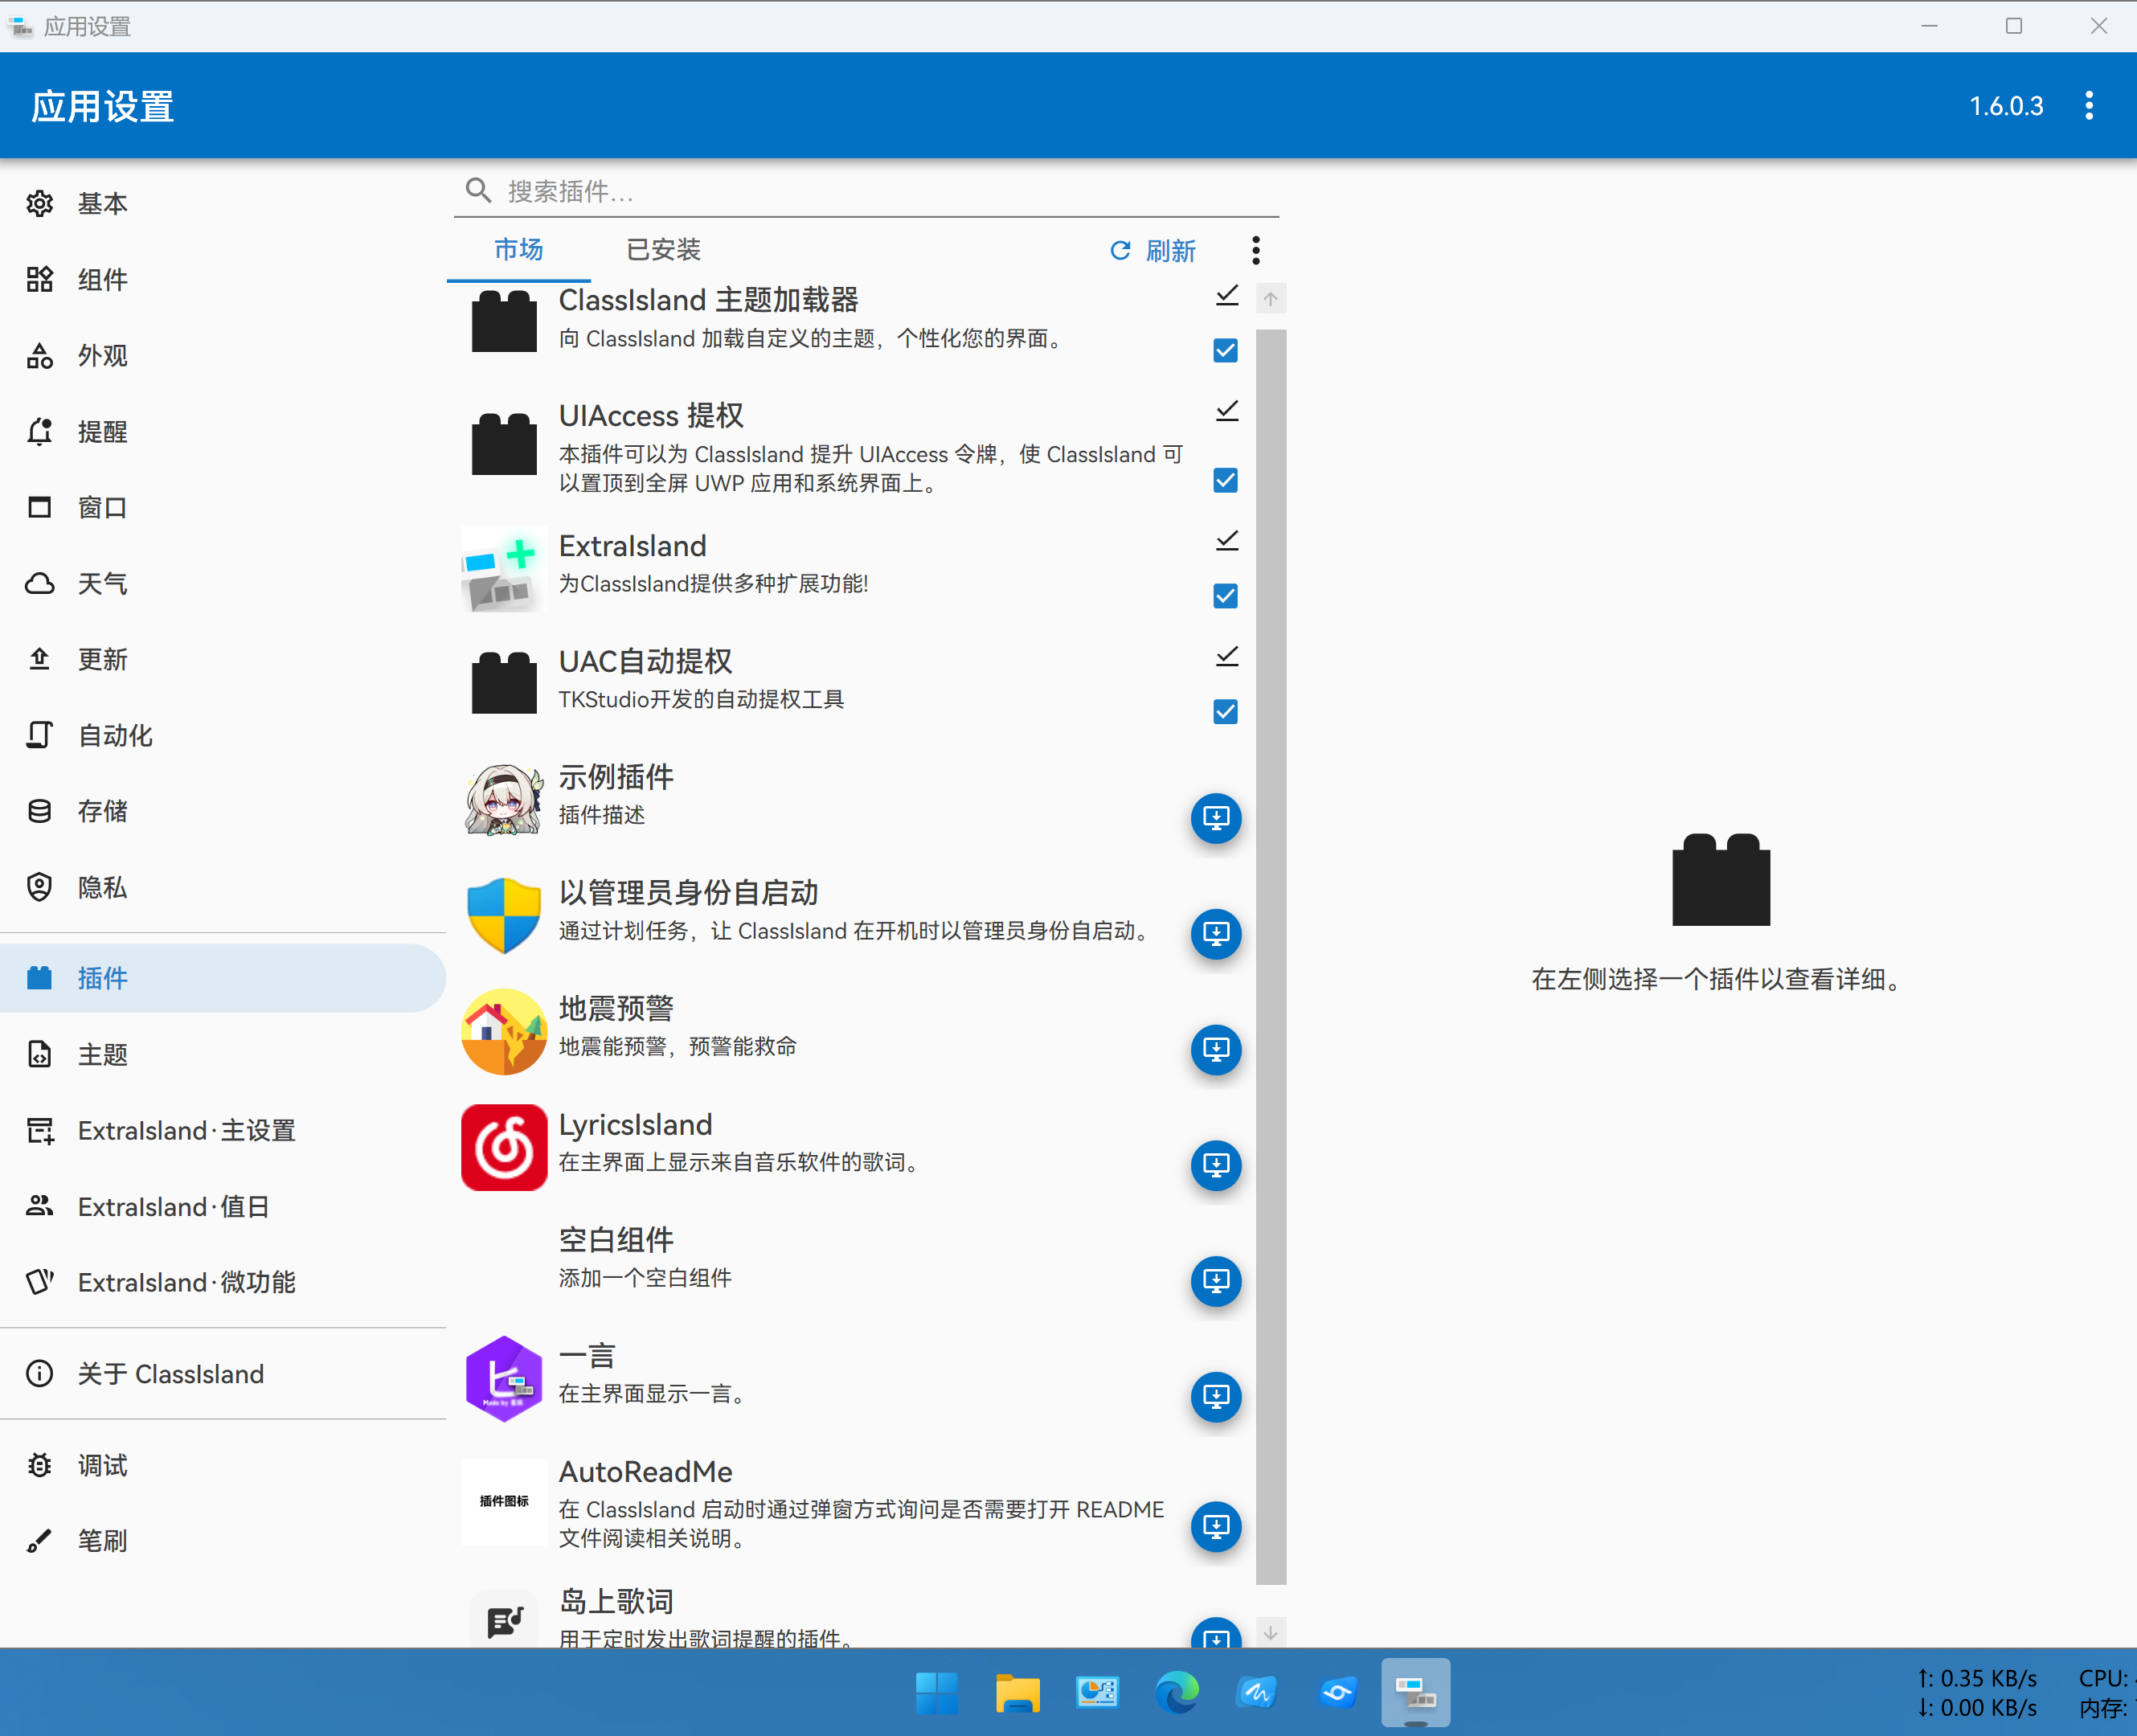 应用设置
应用设置
1.6.0.3
基本
组件
外观
提醒
窗口
天气
更新
自动化
存储
隐私
插件
主题
ExtraIsland·主设置
ExtraIsland·值日
ExtraIsland·微功能
关于 ClassIsland
调试
笔刷
搜索插件…
市场
已安装
刷新
ClassIsland 主题加载器
向 ClassIsland 加载自定义的主题，个性化您的界面。
UIAccess 提权
本插件可以为 ClassIsland 提升 UIAccess 令牌，使 ClassIsland 可
以置顶到全屏 UWP 应用和系统界面上。
ExtraIsland
为ClassIsland提供多种扩展功能!
UAC自动提权
TKStudio开发的自动提权工具
示例插件
插件描述
以管理员身份自启动
通过计划任务，让 ClassIsland 在开机时以管理员身份自启动。
地震预警
地震能预警，预警能救命
LyricsIsland
在主界面上显示来自音乐软件的歌词。
空白组件
添加一个空白组件
一言
在主界面显示一言。
Made by
插件图标
AutoReadMe
在 ClassIsland 启动时通过弹窗方式询问是否需要打开 README
文件阅读相关说明。
岛上歌词
用于定时发出歌词提醒的插件。
在左侧选择一个插件以查看详细。
↑: 0.35 KB/s
↓: 0.00 KB/s
CPU:
内存: